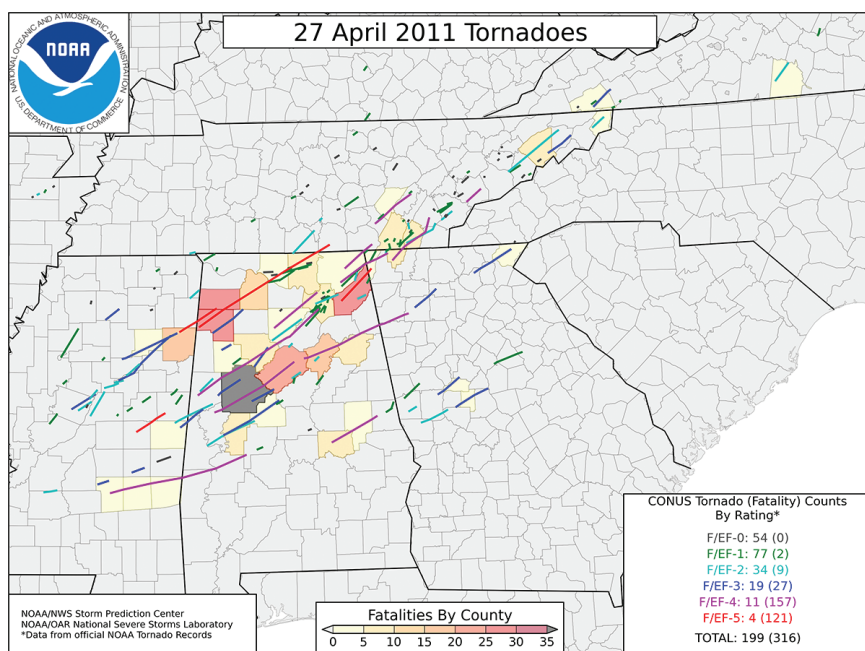 27 April 2011 Tornadoes
NATIONAL OCEANIC AND ATMOSPHERIC ADMINISTRATION
NOAA
U.S. DEPARTMENT OF COMMERCE
CONUS Tornado (Fatality) Counts
By Rating*
F/EF-0: 54 (0)
F/EF-1: 77 (2)
F/EF-2: 34 (9)
F/EF-3: 19 (27)
F/EF-4: 11 (157)
F/EF-5: 4 (121)
TOTAL: 199 (316)
NOAA/NWS Storm Prediction Center
NOAA/OAR National Severe Storms Laboratory
*Data from official NOAA Tornado Records
Fatalities By County
0 5 10 15 20 25 30 35